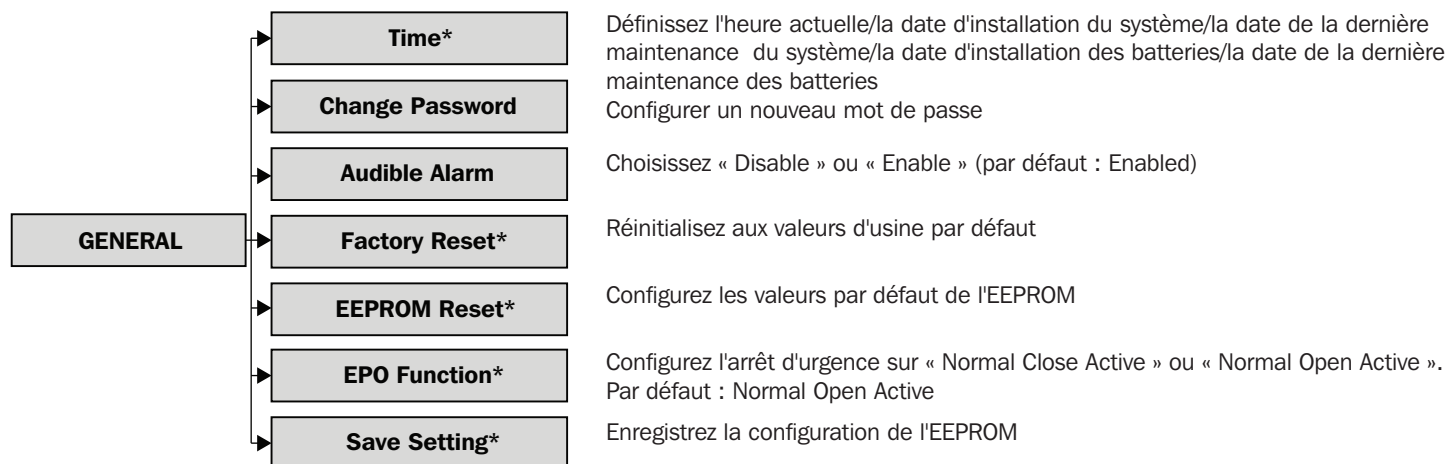 Time*
Définissez l'heure actuelle/la date d'installation du système/la date de la dernière
maintenance  du système/la date d'installation des batteries/la date de la dernière
maintenance des batteries
Change Password
Configurer un nouveau mot de passe
Audible Alarm
Choisissez « Disable » ou « Enable » (par défaut : Enabled)
GENERAL
Factory Reset*
Réinitialisez aux valeurs d'usine par défaut
EEPROM Reset*
Configurez les valeurs par défaut de l'EEPROM
EPO Function*
Configurez l'arrêt d'urgence sur « Normal Close Active » ou « Normal Open Active ».
Par défaut : Normal Open Active
Save Setting*
Enregistrez la configuration de l'EEPROM